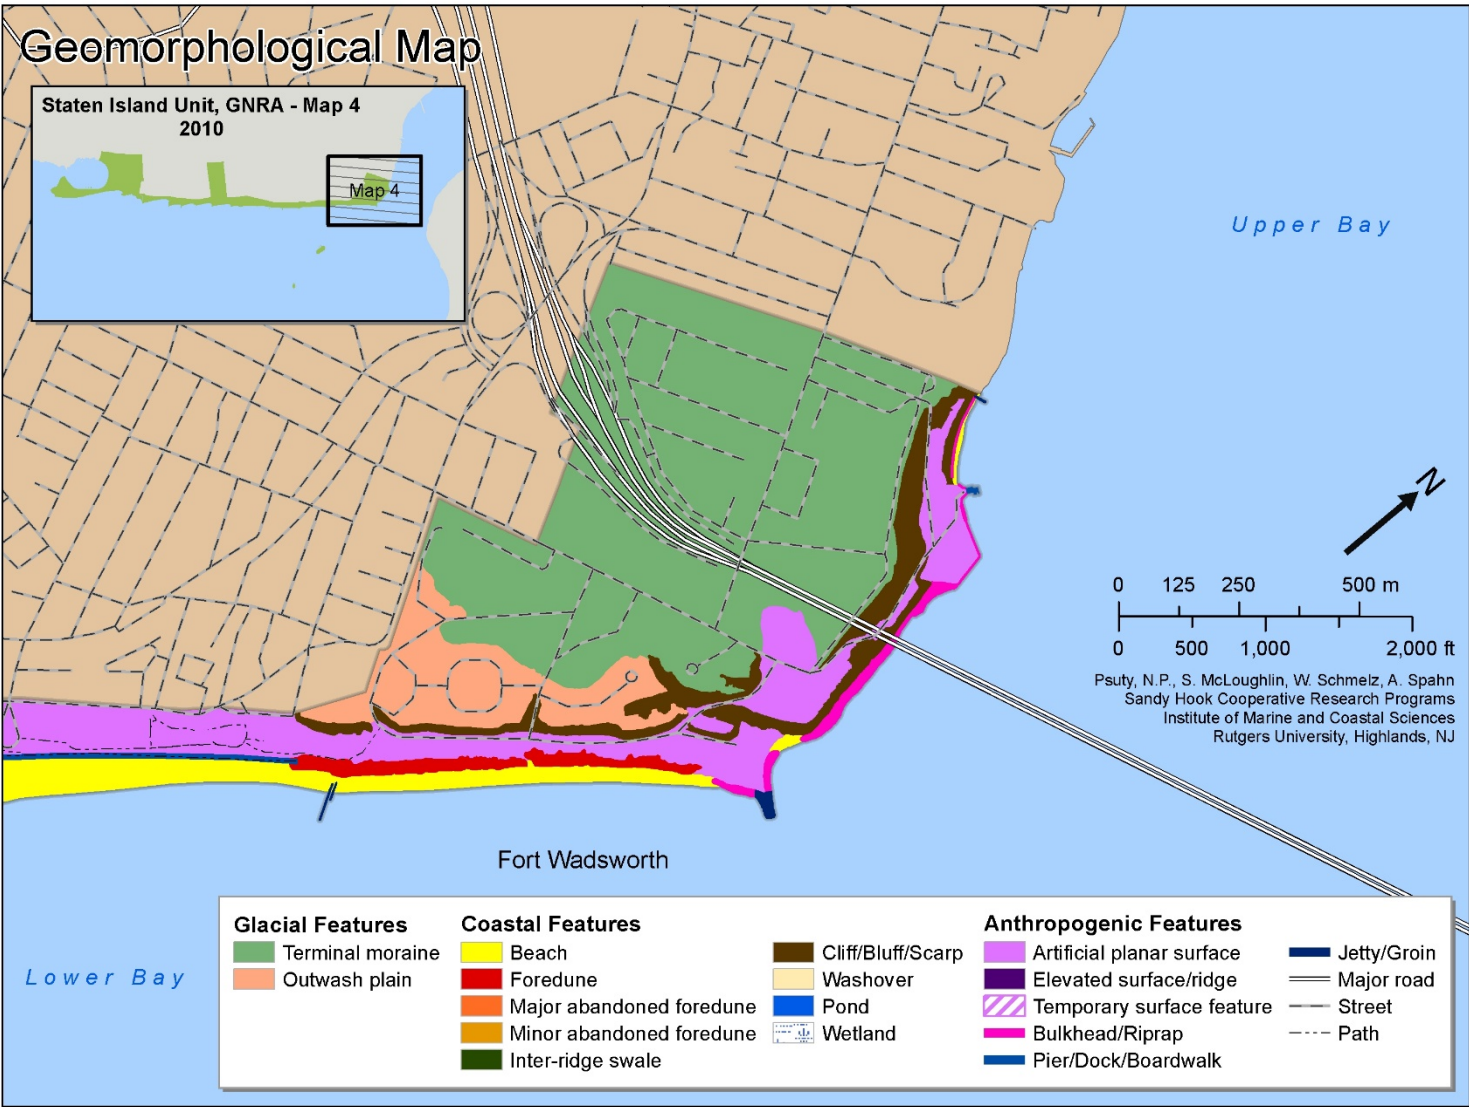 Geomorphological Map
Staten Island Unit, GNRA - Map 4
2010
Map 4
Upper Bay
N
0 125 250 500 m
0 500 1,000 2,000 ft
Psuty, N.P., S. McLoughlin, W. Schmelz, A. Spahn
Sandy Hook Cooperative Research Programs
Institute of Marine and Coastal Sciences
Rutgers University, Highlands, NJ
Fort Wadsworth
Lower Bay
Glacial Features
Terminal moraine
Outwash plain
Coastal Features
Beach
Foredune
Major abandoned foredune
Minor abandoned foredune
Inter-ridge swale
Cliff/Bluff/Scarp
Washover
Pond
Wetland
Anthropogenic Features
Artificial planar surface
Elevated surface/ridge
Temporary surface feature
Bulkhead/Riprap
Pier/Dock/Boardwalk
Jetty/Groin
Major road
Street
Path